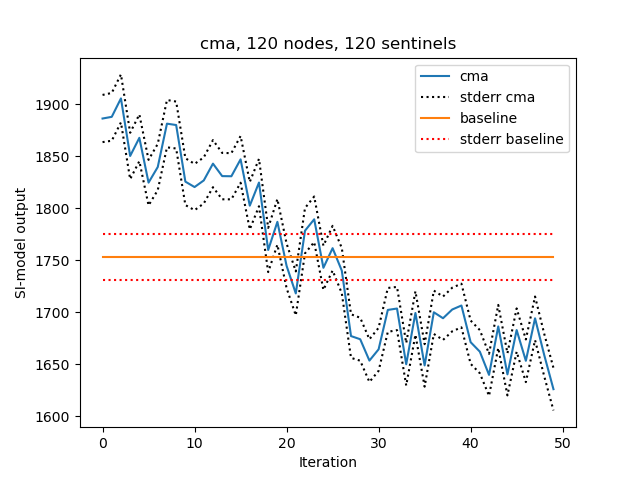 cma, 120 nodes, 120 sentinels
cma
stderr cma
baseline
stderr baseline
SI-model output
1900
1850
1800
1750
1700
1650
1600
0 10 20 30 40 50
Iteration